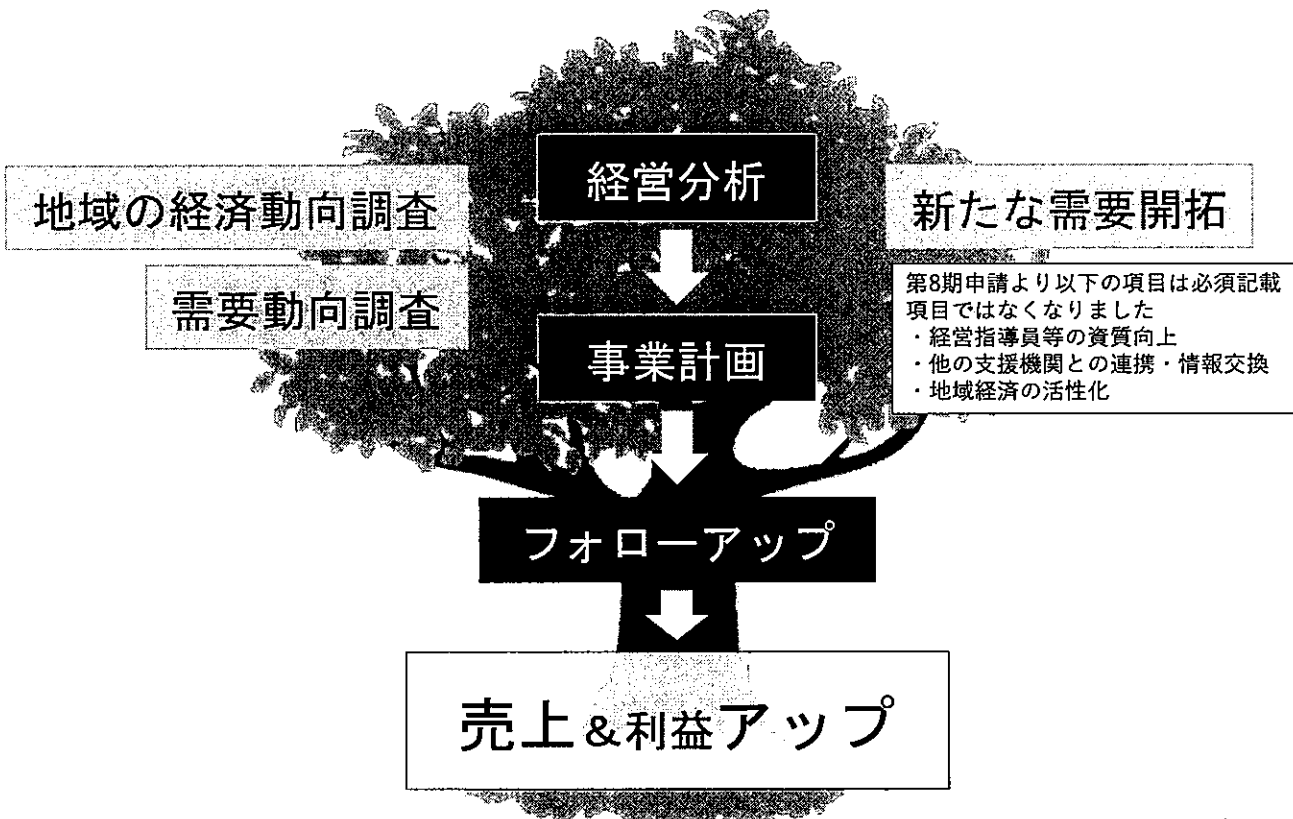 経営分析
地域の経済動向調査
新たな需要開拓
需要動向調査
第8期申請より以下の項目は必須記載
項目ではなくなりました
・経営指導員等の資質向上
・他の支援機関との連携・情報交換
・地域経済の活性化
事業計画
フォローアップ
売上&利益アップ